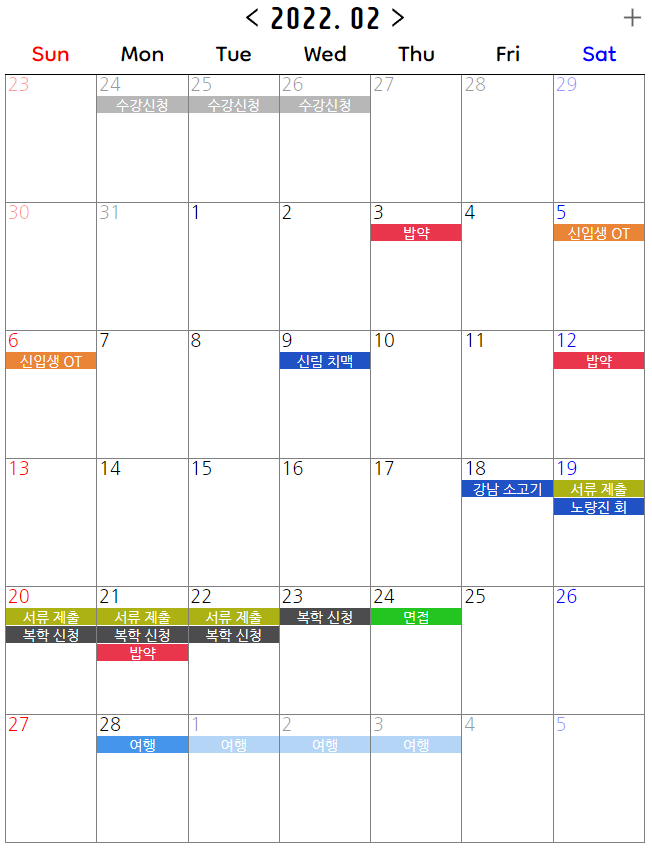 < 2022. 02 > +
Sun Mon Tue Wed Thu Fri Sat
23 24 25 26 27 28 29
수강신청 수강신청 수강신청
30 31 1 2 3 4 5
밥약 신입생 OT
6 7 8 9 10 11 12
신입생 OT 신림 치맥 밥약
13 14 15 16 17 18 19
강남 소고기 서류 제출
노량진 회
20 21 22 23 24 25 26
서류 제출 서류 제출 서류 제출 복학 신청 면접
복학 신청 복학 신청 복학 신청
밥약
27 28 1 2 3 4 5
여행 여행 여행 여행